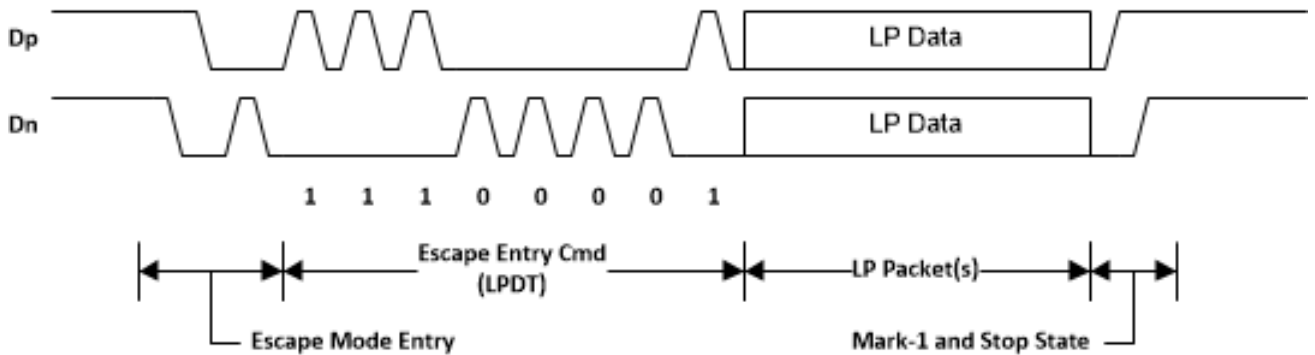 Dp
LP Data
Dn
LP Data
1 1 1 0 0 0 0 1
Escape Entry Cmd
(LPDT)
LP Packet(s)
Escape Mode Entry
Mark-1 and Stop State